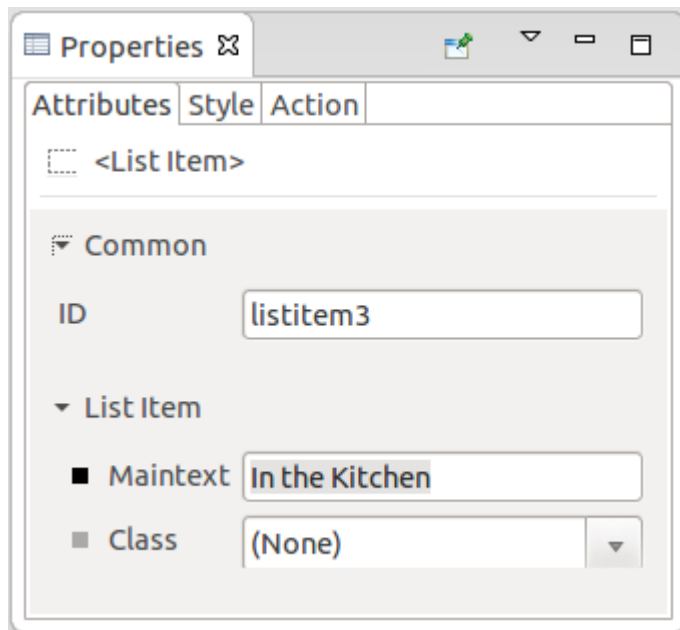 Properties
Attributes Style Action
<List Item>
Common
ID listitem3
List Item
Maintext In the Kitchen
Class (None)